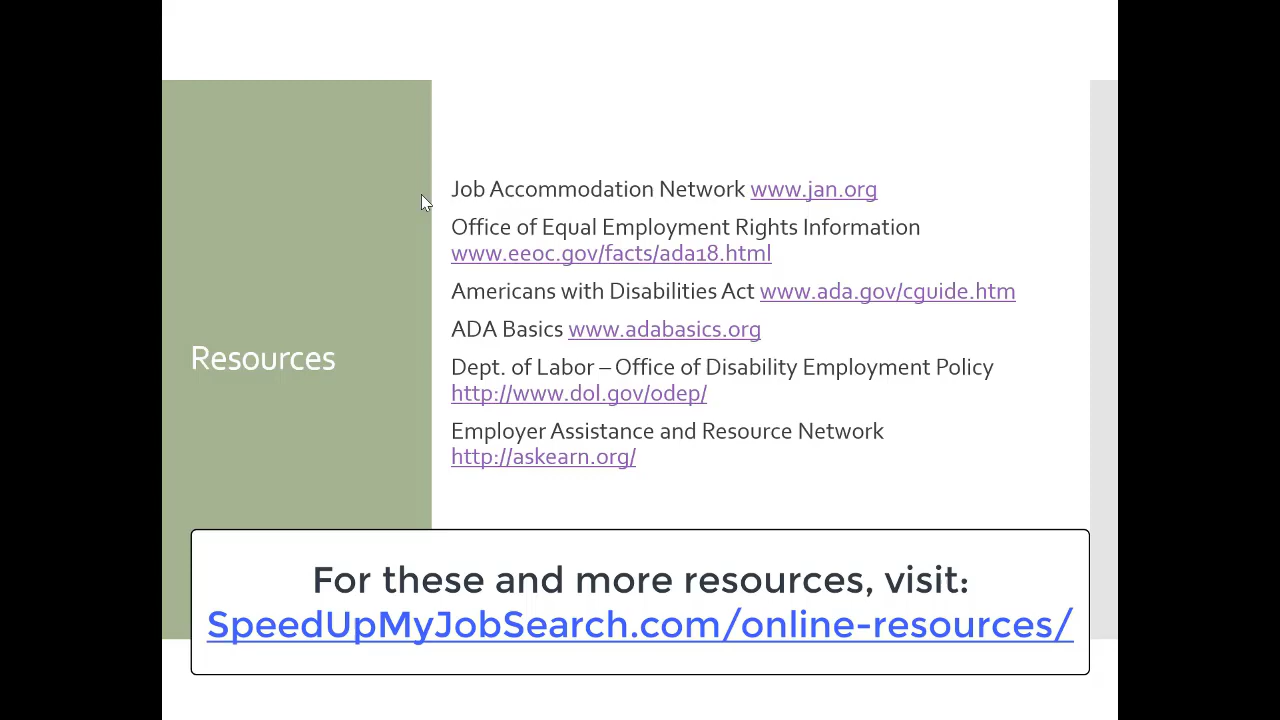 Resources
Job Accommodation Network www.jan.org
Office of Equal Employment Rights Information
www.eeoc.gov/facts/ada18.html
Americans with Disabilities Act www.ada.gov/cguide.htm
ADA Basics www.adabasics.org
Dept. of Labor – Office of Disability Employment Policy
http://www.dol.gov/odep/
Employer Assistance and Resource Network
http://askearn.org/
For these and more resources, visit:
SpeedUpMyJobSearch.com/online-resources/